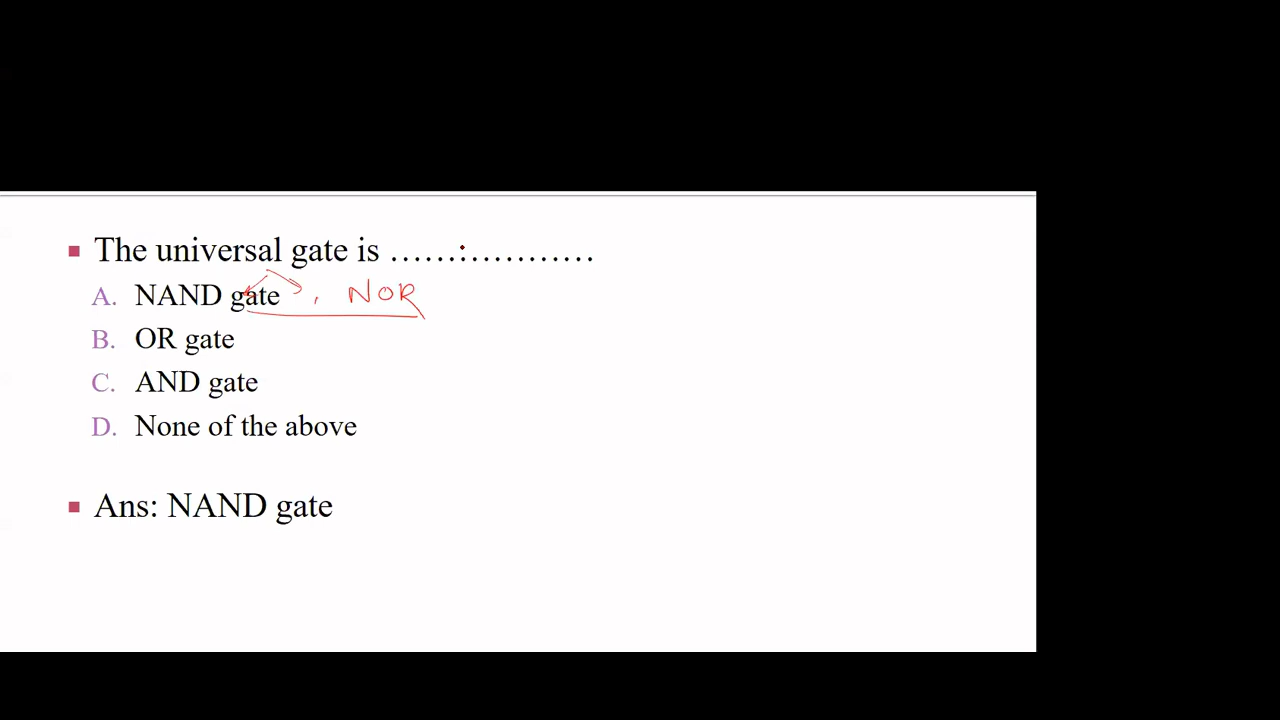 The universal gate is ……:………..
A. NAND gate , NOR
B. OR gate
C. AND gate
D. None of the above
Ans: NAND gate